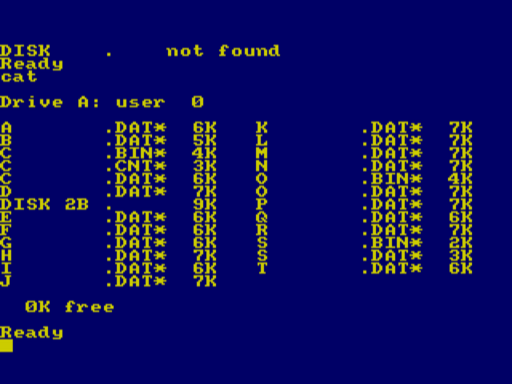 DISK    .    not found
Ready
cat
Drive A: user  0
A       .DAT*  6K   K       .DAT*  7K
B       .DAT*  5K   L       .DAT*  7K
C       .BIN*  4K   M       .DAT*  7K
C       .CNT*  3K   N       .DAT*  7K
C       .DAT*  6K   O       .BIN*  4K
D       .DAT*  7K   O       .DAT*  7K
DISK 2B .      9K   P       .DAT*  7K
E       .DAT*  6K   Q       .DAT*  6K
F       .DAT*  6K   R       .DAT*  7K
G       .DAT*  6K   S       .BIN*  2K
H       .DAT*  7K   S       .DAT*  3K
I       .DAT*  6K   T       .DAT*  6K
J       .DAT*  7K
0K free
Ready